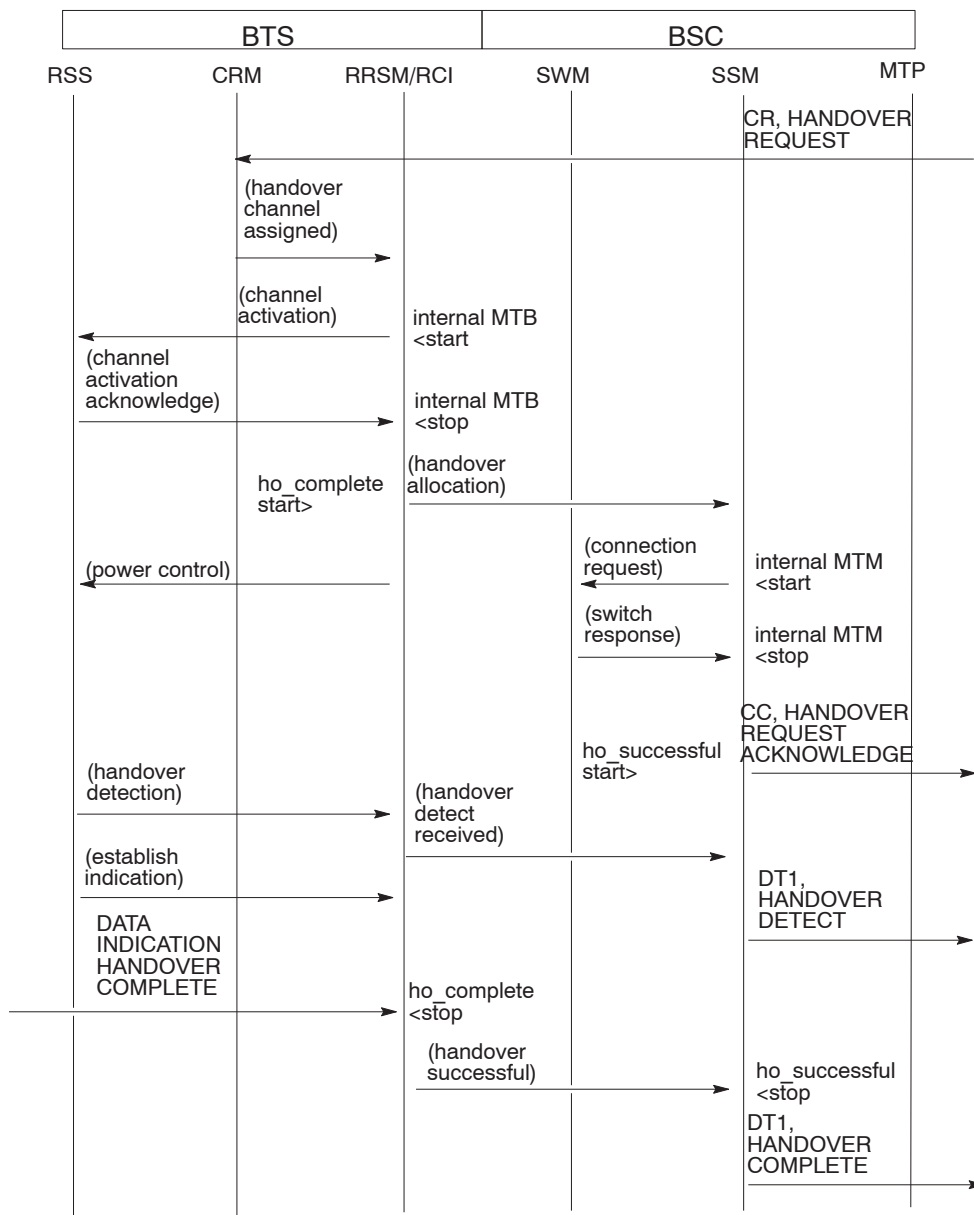 BTS BSC
RSS CRM RRSM/RCI SWM SSM MTP
CR, HANDOVER
REQUEST
(handover
channel
assigned)
(channel
activation)
internal MTB
<start
(channel
activation
acknowledge)
internal MTB
<stop
ho_complete
start>
(handover
allocation)
(power control)
(connection
request)
internal MTM
<start
(switch
response)
internal MTM
<stop
CC, HANDOVER
REQUEST
ACKNOWLEDGE
ho_successful
start>
(handover
detection)
(handover
detect
received)
(establish
indication)
DT1,
HANDOVER
DETECT
DATA
INDICATION
HANDOVER
COMPLETE
ho_complete
<stop
(handover
successful)
ho_successful
<stop
DT1,
HANDOVER
COMPLETE